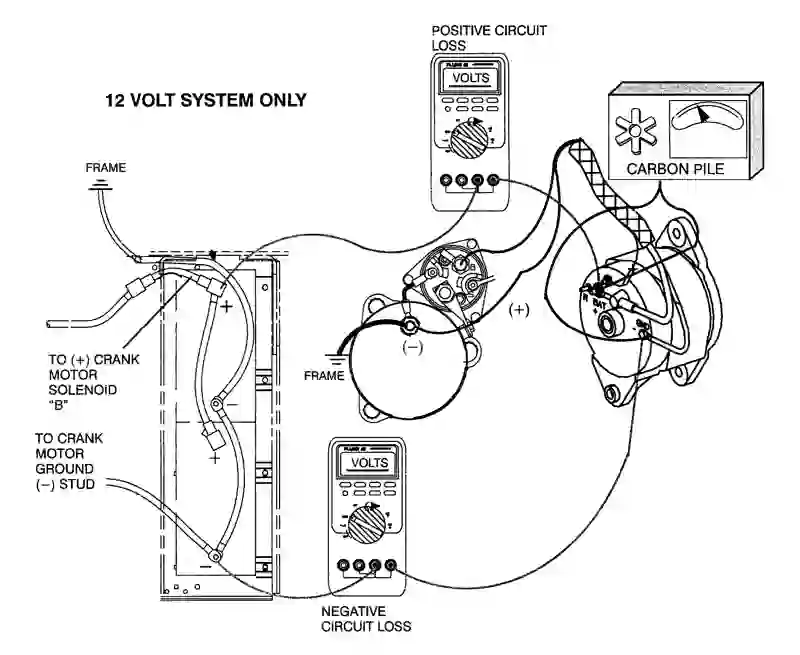 POSITIVE CIRCUIT
LOSS
VOLTS
12 VOLT SYSTEM ONLY
CARBON PILE
FRAME
+
(+)
R
BAT
+
GND
-
(−)
FRAME
TO (+) CRANK
MOTOR
SOLENOID
"B"
−
+
TO CRANK
MOTOR
GROUND
(−) STUD
VOLTS
−
NEGATIVE
CIRCUIT LOSS